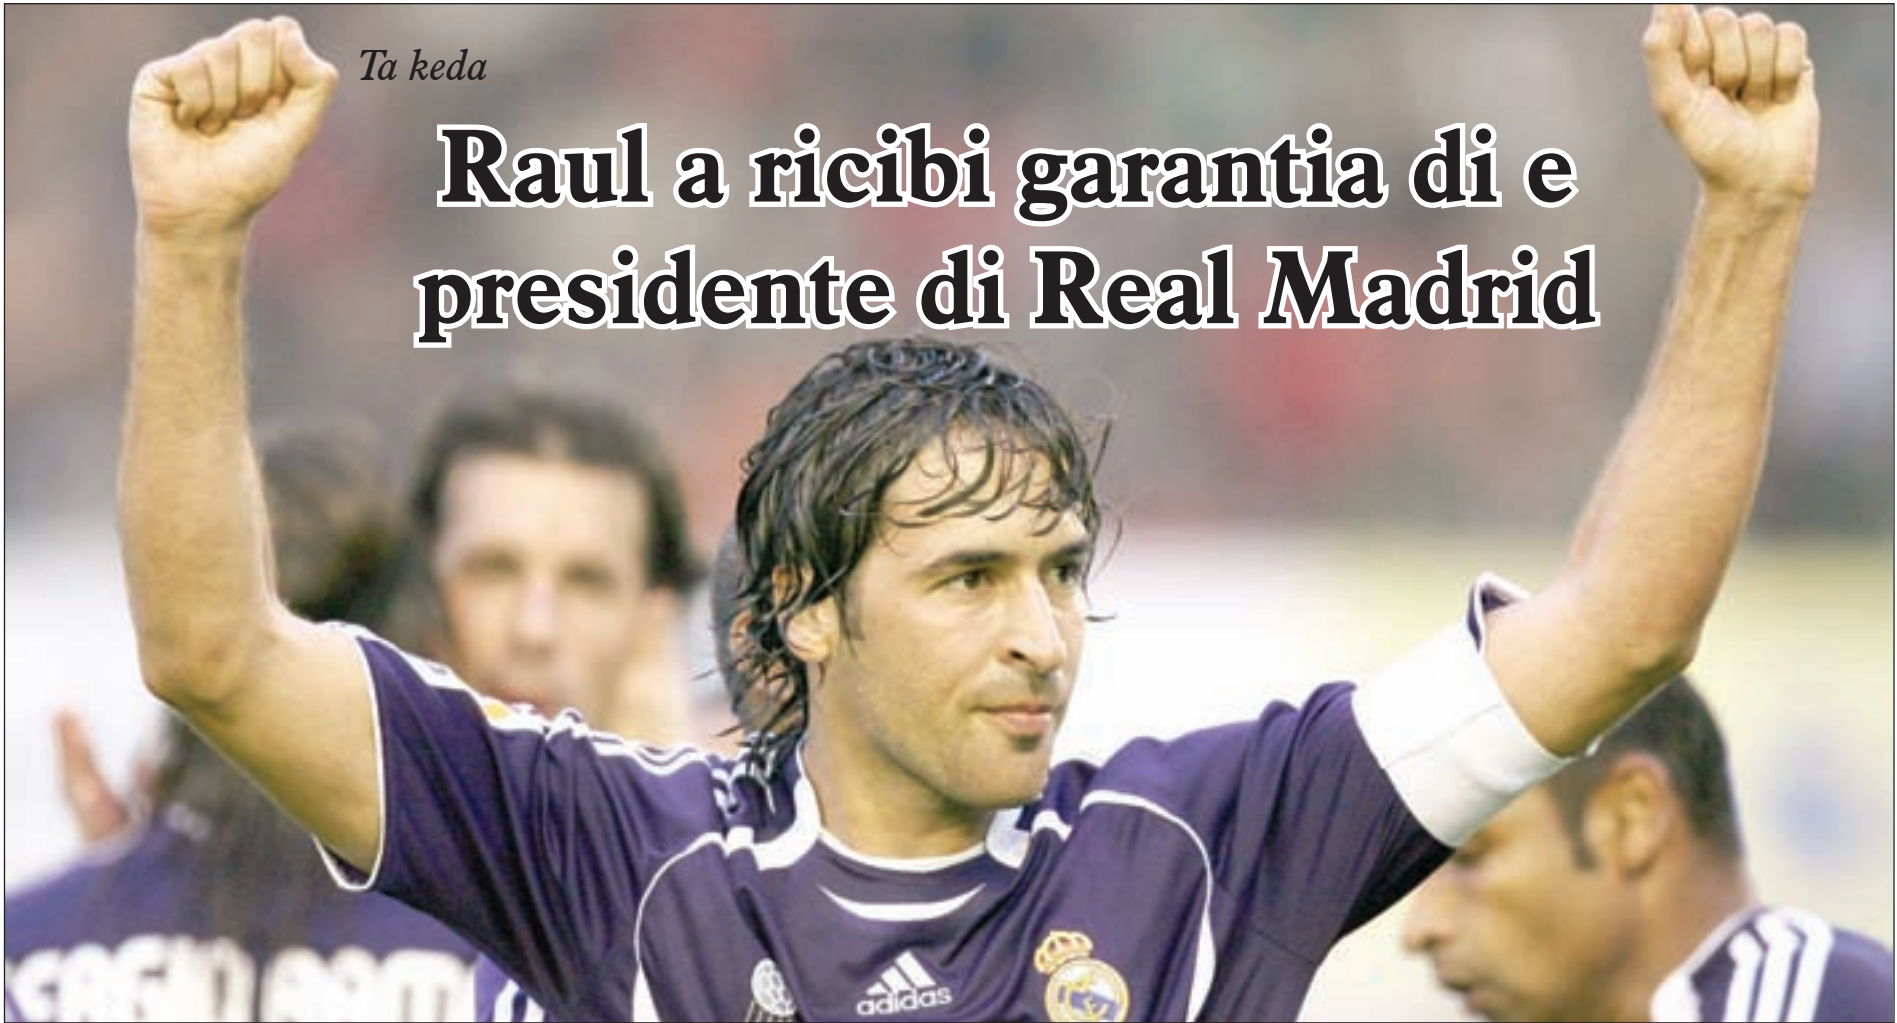 Ta keda
Raul a ricibi garantia di e
presidente di Real Madrid
adidas